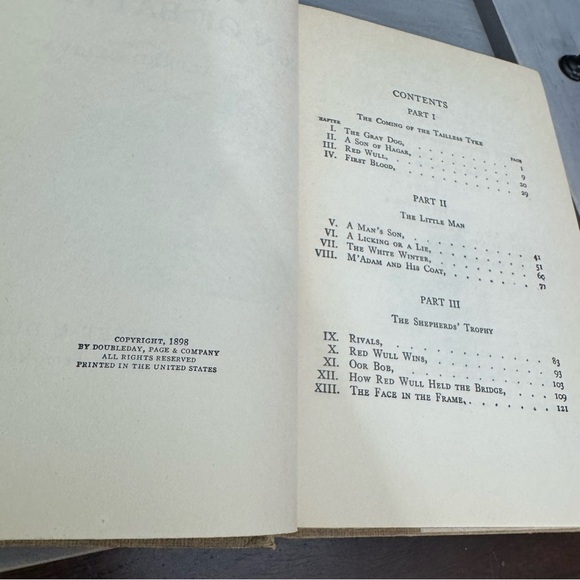 COPYRIGHT, 1898
BY DOUBLEDAY, PAGE & COMPANY
ALL RIGHTS RESERVED
PRINTED IN THE UNITED STATES
CONTENTS
PART I
The Coming of the Tailless Tyke
HAPTER PAGE
I. The Gray Dog, . . . . . . . . 1
II. A Son of Hagar, . . . . . . . . 9
III. Red Wull, . . . . . . . . 20
IV. First Blood, . . . . . . . . 29
PART II
The Little Man
V. A Man's Son, . . . . . . . . 42
VI. A Licking or a Lie, . . . . . . . . 51
VII. The White Winter, . . . . . . . .
VIII. M'Adam and His Coat, . . . . . . . .
PART III
The Shepherds' Trophy
IX. Rivals, . . . . . . . . 83
X. Red Wull Wins, . . . . . . . . 93
XI. Oor Bob, . . . . . . . . 103
XII. How Red Wull Held the Bridge, . . . . 109
XIII. The Face in the Frame, . . . . . . . 121